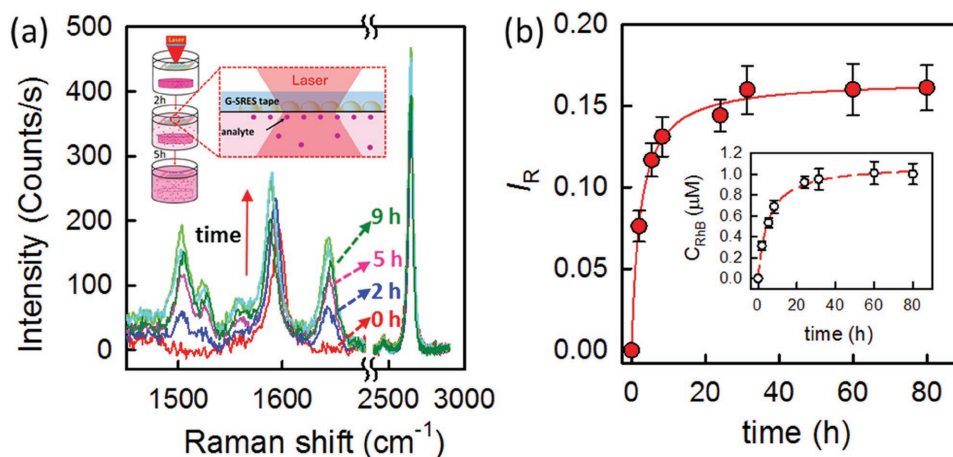 (a)
Intensity (Counts/s)
500
400
300
200
100
0
Laser
2h
5h
Laser
G-SRES tape
analyte
time
9 h
5 h
2 h
0 h
1500
1600
2500
3000
Raman shift (cm⁻¹)
(b)
I_R
0.20
0.15
0.10
0.05
0.00
0
20
40
60
80
time (h)
C_RhB (μM)
1.0
0.8
0.6
0.4
0.2
0.0
0
20
40
60
80
time (h)